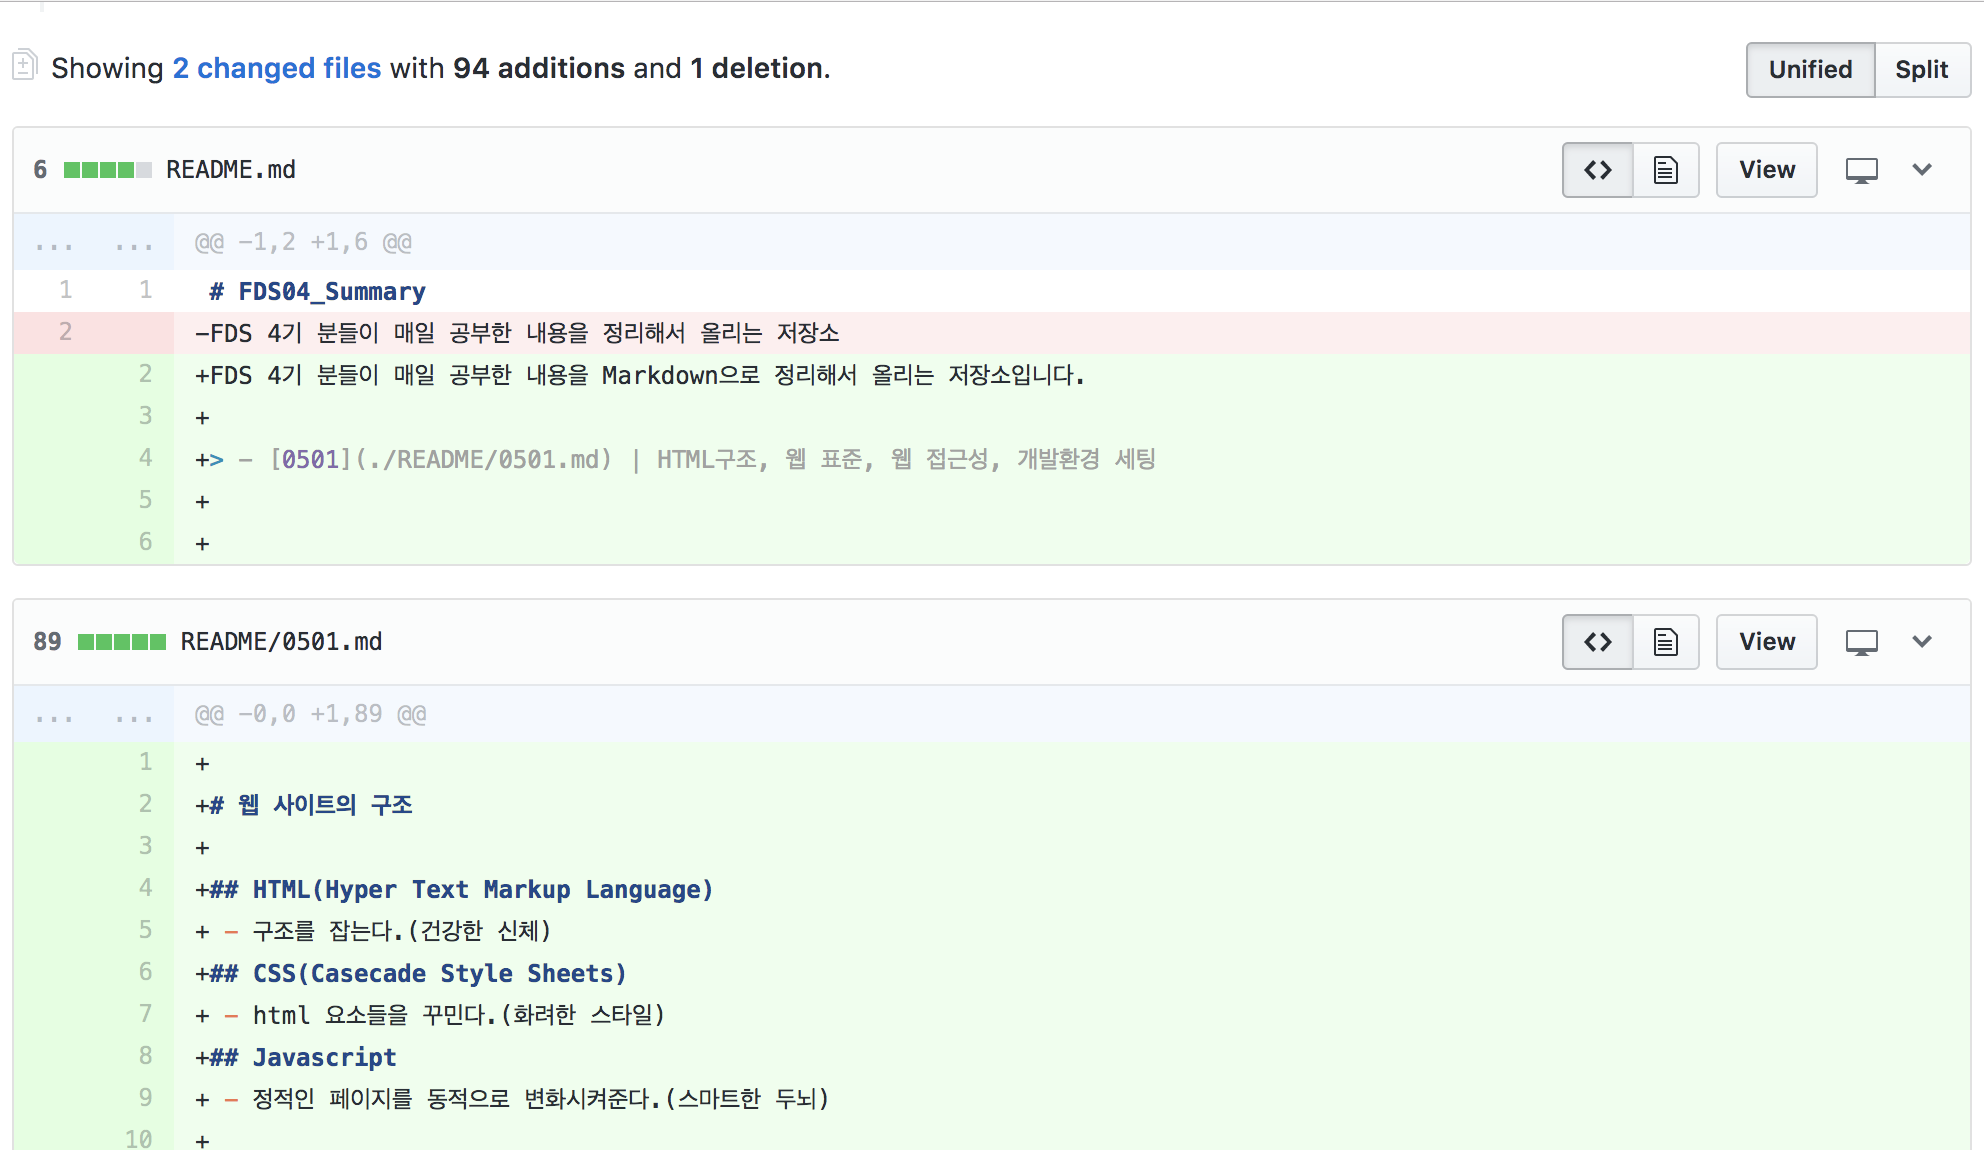 Showing 2 changed files with 94 additions and 1 deletion.
Unified Split
6 README.md
View
... ... @@ -1,2 +1,6 @@
1 1 # FDS04_Summary
2 -FDS 4기 분들이 매일 공부한 내용을 정리해서 올리는 저장소
2 +FDS 4기 분들이 매일 공부한 내용을 Markdown으로 정리해서 올리는 저장소입니다.
3 +
4 +> - [0501](./README/0501.md) | HTML구조, 웹 표준, 웹 접근성, 개발환경 세팅
5 +
6 +
89 README/0501.md
View
... ... @@ -0,0 +1,89 @@
1 +
2 +# 웹 사이트의 구조
3 +
4 +## HTML(Hyper Text Markup Language)
5 + - 구조를 잡는다.(건강한 신체)
6 +## CSS(Casecade Style Sheets)
7 + - html 요소들을 꾸민다.(화려한 스타일)
8 +## Javascript
9 + - 정적인 페이지를 동적으로 변화시켜준다.(스마트한 두뇌)
10 +